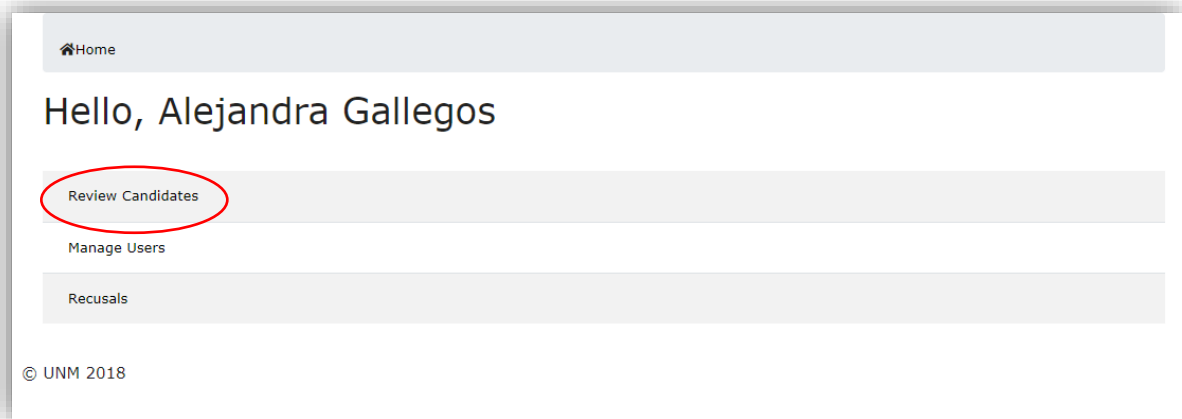 Home
Hello, Alejandra Gallegos
Review Candidates
Manage Users
Recusals
© UNM 2018